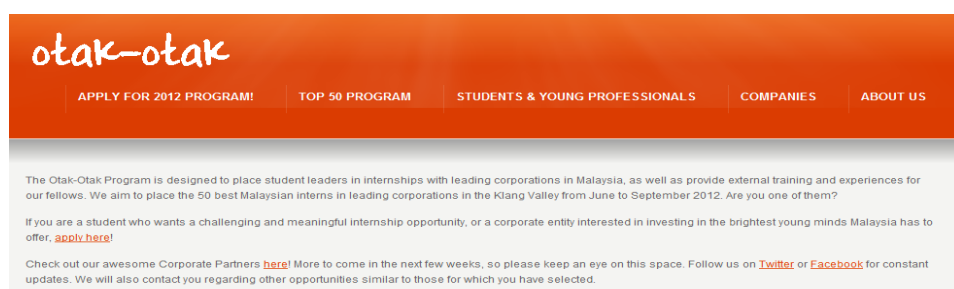 otak-otak
APPLY FOR 2012 PROGRAM! TOP 50 PROGRAM STUDENTS & YOUNG PROFESSIONALS COMPANIES ABOUT US
The Otak-Otak Program is designed to place student leaders in internships with leading corporations in Malaysia, as well as provide external training and experiences for
our fellows. We aim to place the 50 best Malaysian interns in leading corporations in the Klang Valley from June to September 2012. Are you one of them?
If you are a student who wants a challenging and meaningful internship opportunity, or a corporate entity interested in investing in the brightest young minds Malaysia has to
offer, apply here!
Check out our awesome Corporate Partners here! More to come in the next few weeks, so please keep an eye on this space. Follow us on Twitter or Facebook for constant
updates. We will also contact you regarding other opportunities similar to those for which you have selected.